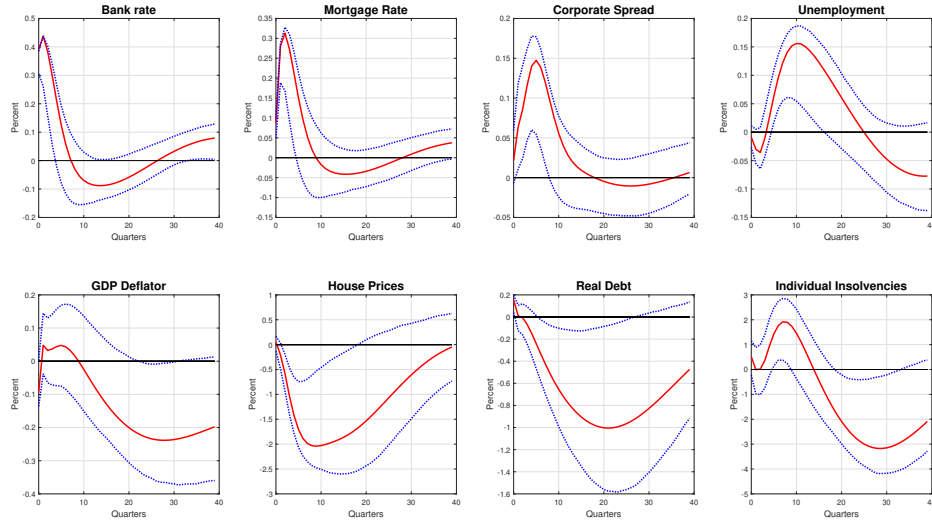 Bank rate
0.5
0.4
0.3
0.2
0.1
0
-0.1
-0.2
Percent
0 10 20 30 40
Quarters
Mortgage Rate
0.35
0.3
0.25
0.2
0.15
0.1
0.05
0
-0.05
-0.1
-0.15
Percent
0 10 20 30 40
Quarters
Corporate Spread
0.2
0.15
0.1
0.05
0
-0.05
Percent
0 10 20 30 40
Quarters
Unemployment
0.2
0.15
0.1
0.05
0
-0.05
-0.1
-0.15
Percent
0 10 20 30 40
Quarters
GDP Deflator
0.2
0.1
0
-0.1
-0.2
-0.3
-0.4
Percent
0 10 20 30 40
Quarters
House Prices
1
0.5
0
-0.5
-1
-1.5
-2
-2.5
-3
Percent
0 10 20 30 40
Quarters
Real Debt
0.2
0
-0.2
-0.4
-0.6
-0.8
-1
-1.2
-1.4
-1.6
Percent
0 10 20 30 40
Quarters
Individual Insolvencies
3
2
1
0
-1
-2
-3
-4
-5
Percent
0 10 20 30 40
Quarters